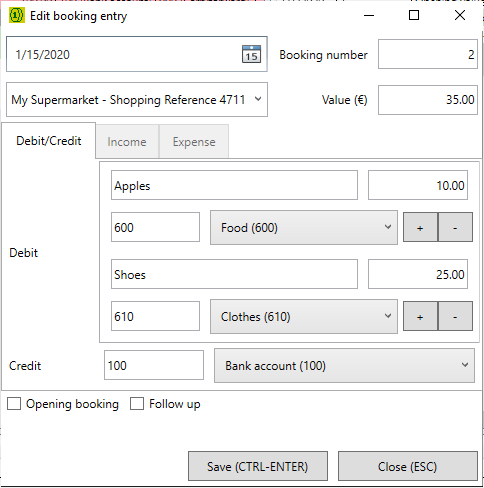 Edit booking entry
1/15/2020 15 Booking number 2
My Supermarket - Shopping Reference 4711 Value (€) 35.00
Debit/Credit Income Expense
Apples 10.00
600 Food (600) + -
Debit
Shoes 25.00
610 Clothes (610) + -
Credit 100 Bank account (100)
Opening booking Follow up
Save (CTRL-ENTER) Close (ESC)